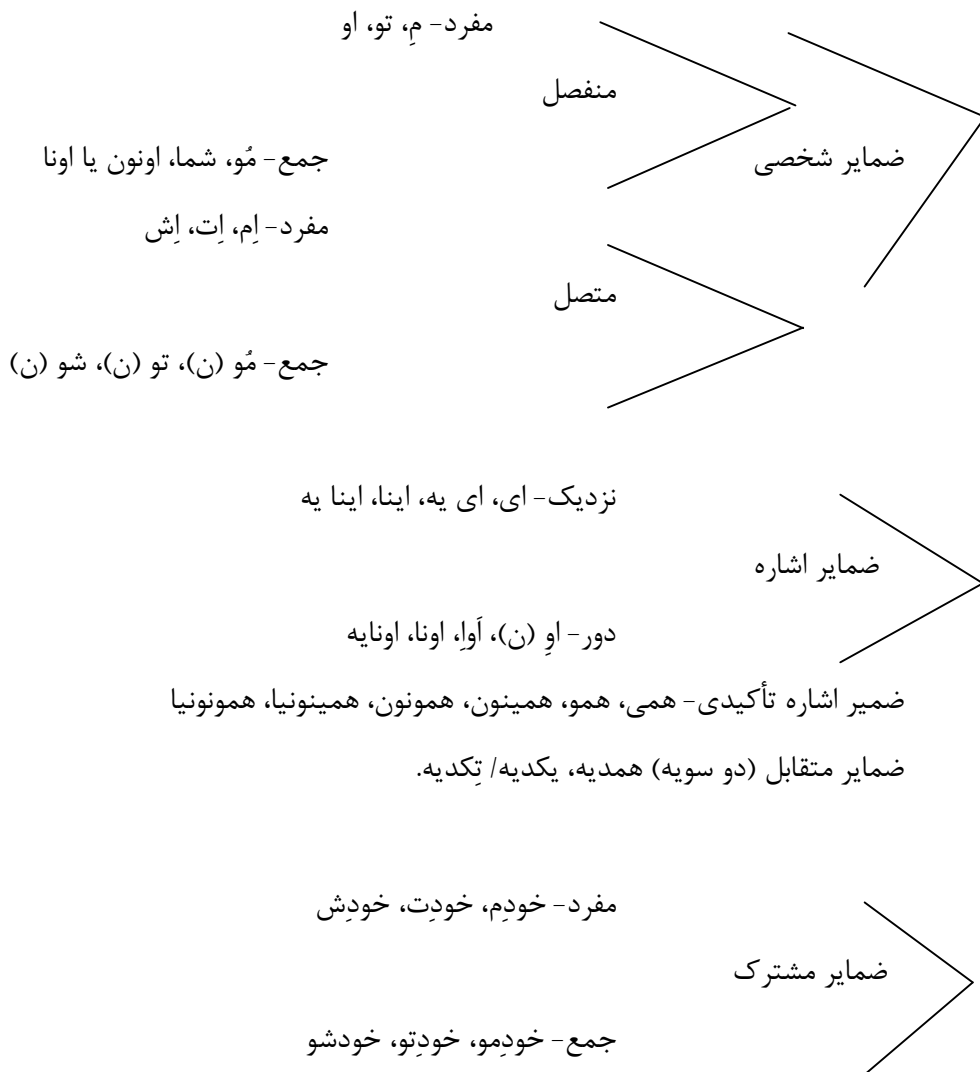 مفرد- مِ، تو، او
منفصل
ضمایر شخصی
جمع- مُو، شما، اونون یا اونا
مفرد- اِم، اِت، اِش
متصل
جمع- مُو (ن)، تو (ن)، شو (ن)
نزدیک- ای، ای یه، اینا، اینا یه
ضمایر اشاره
دور- اوِ (ن)، اَواِ، اونا، اونایه
ضمیر اشاره تأکیدی- همی، همو، همینون، همونون، همینونیا، همونونیا
ضمایر متقابل (دو سویه) همدیه، یکدیه/ تِکدیه.
مفرد- خودِم، خودِت، خودِش
ضمایر مشترک
جمع- خودِمو، خودِتو، خودشو